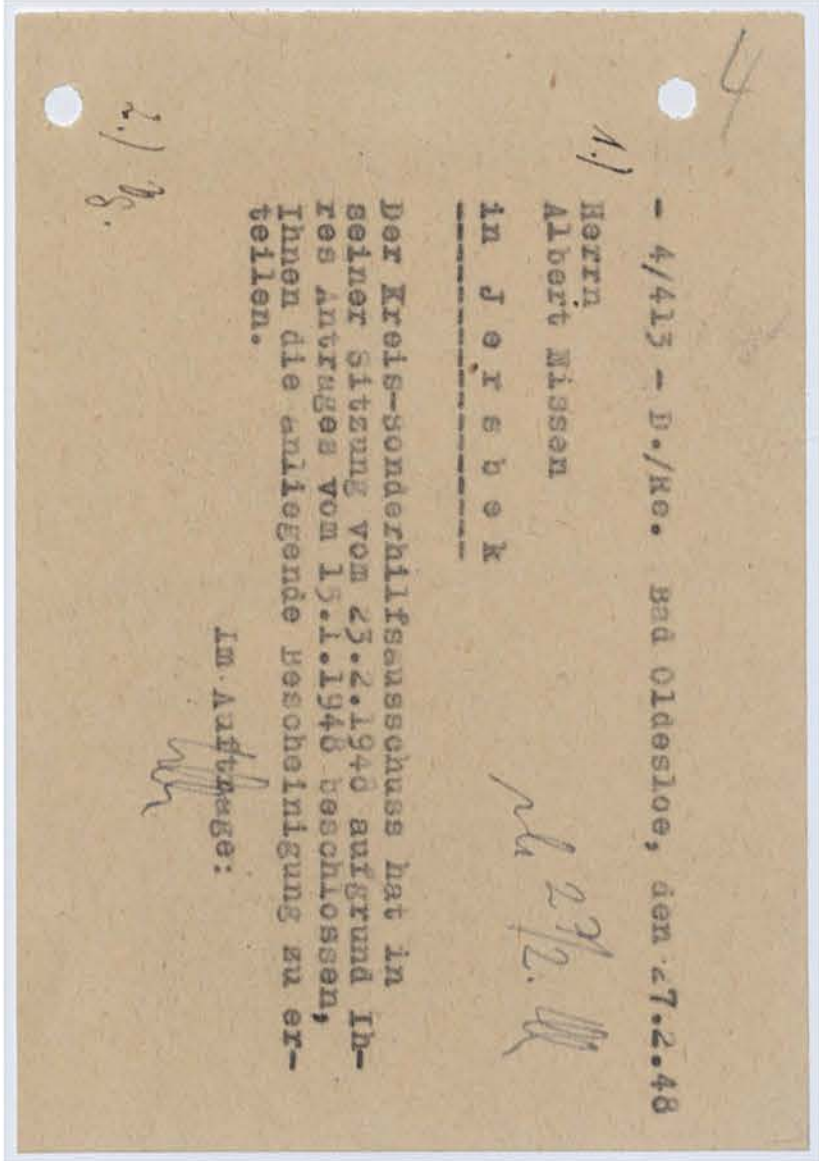 4
- 4/413 - D./Re. Bad Oldesloe, den 27.2.48
1.)
Herrn
Albert Nissen
in J e r s b e k
Der Kreis-Sonderhilfsausschuss hat in
seiner Sitzung vom 23.2.1948 aufgrund Ih-
res Antrages vom 15.1.1948 beschlossen,
Ihnen die anliegende Bescheinigung zu er-
teilen.
Im Auftrage:
2.)